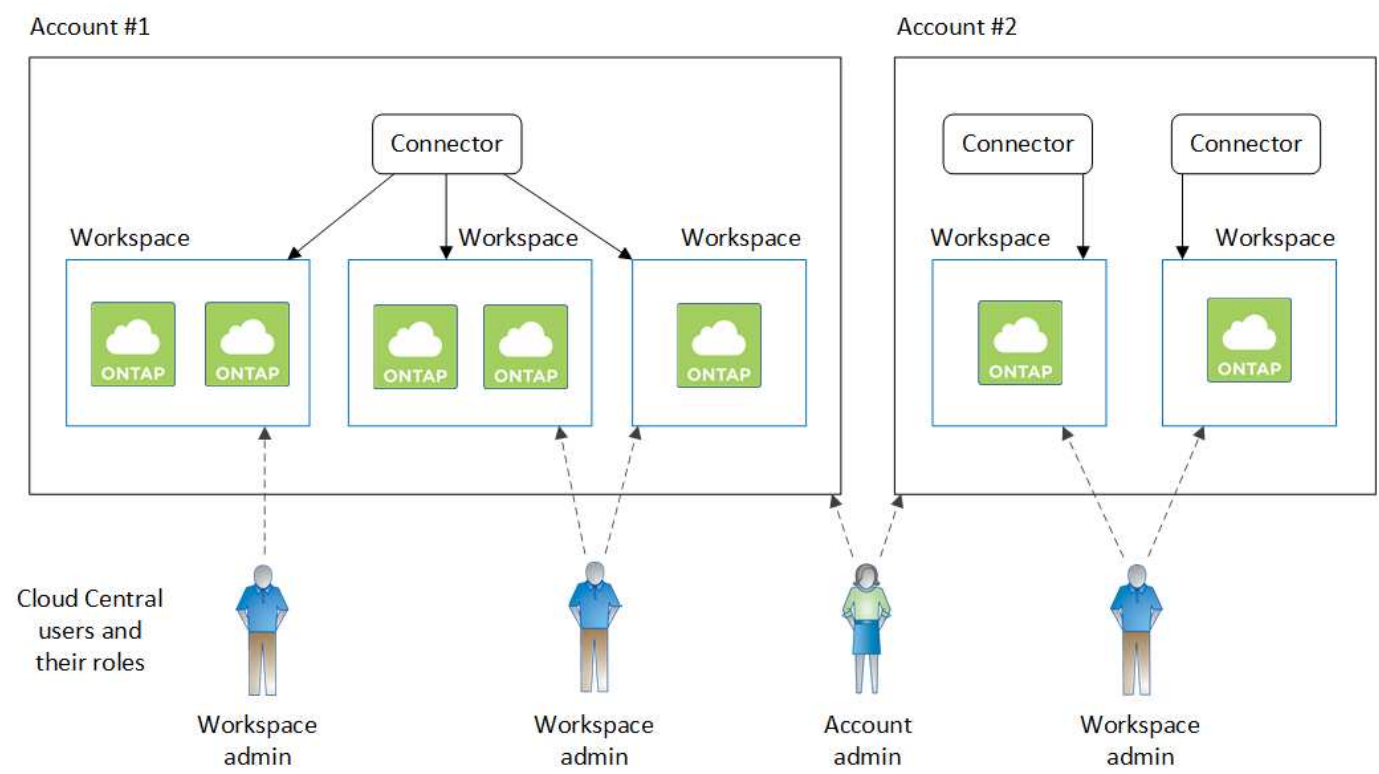 Account #1
Account #2
Connector
Connector
Connector
Workspace
Workspace
Workspace
Workspace
Workspace
ONTAP
ONTAP
ONTAP
ONTAP
ONTAP
ONTAP
ONTAP
Cloud Central
users and
their roles
Workspace
admin
Workspace
admin
Account
admin
Workspace
admin